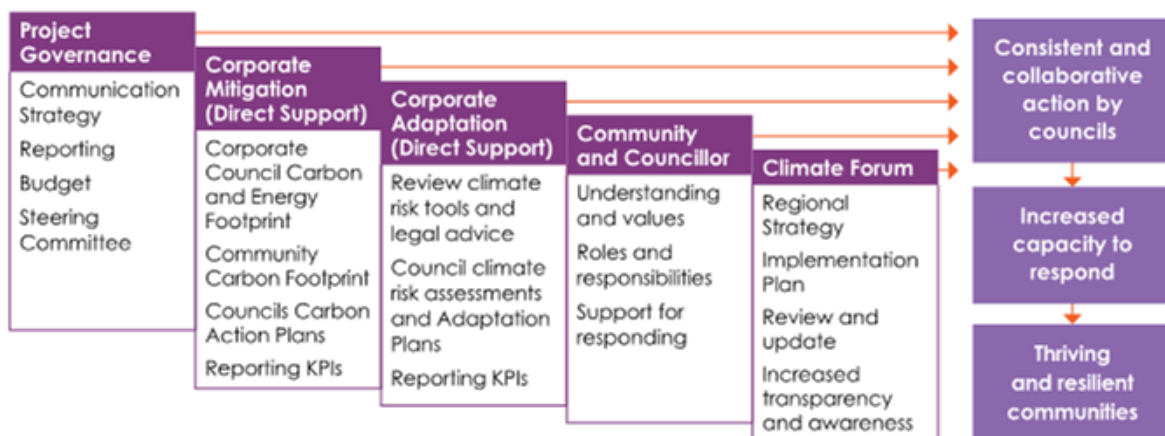 Project
Governance
Communication
Strategy
Reporting
Budget
Steering
Committee
Corporate
Mitigation
(Direct Support)
Corporate
Council Carbon
and Energy
Footprint
Community
Carbon Footprint
Councils Carbon
Action Plans
Reporting KPIs
Corporate
Adaptation
(Direct Support)
Review climate
risk tools and
legal advice
Council climate
risk assessments
and Adaptation
Plans
Reporting KPIs
Community
and Councillor
Understanding
and values
Roles and
responsibilities
Support for
responding
Climate Forum
Regional
Strategy
Implementation
Plan
Review and
update
Increased
transparency
and awareness
Consistent and
collaborative
action by
councils
Increased
capacity to
respond
Thriving
and resilient
communities